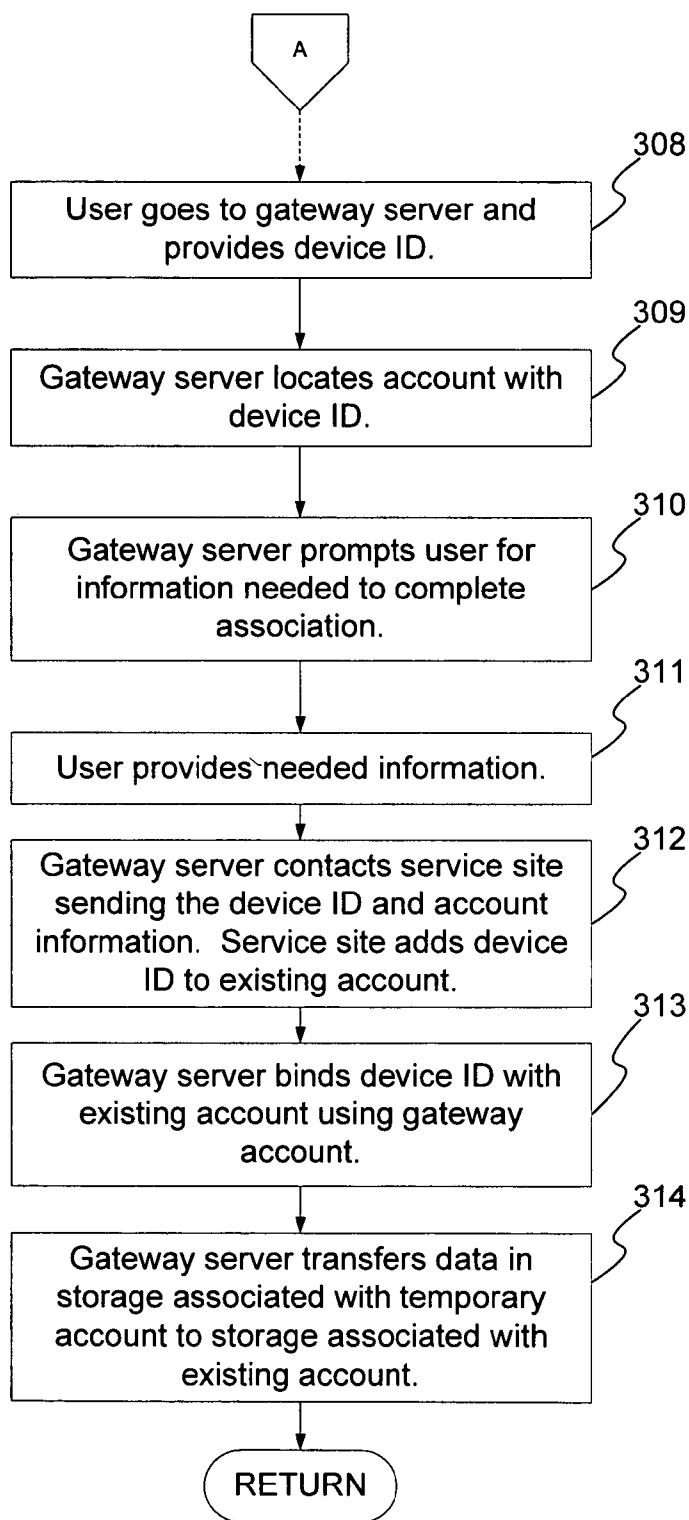 A
308
User goes to gateway server and
provides device ID.
309
Gateway server locates account with
device ID.
310
Gateway server prompts user for
information needed to complete
association.
311
User provides needed information.
312
Gateway server contacts service site
sending the device ID and account
information. Service site adds device
ID to existing account.
313
Gateway server binds device ID with
existing account using gateway
account.
314
Gateway server transfers data in
storage associated with temporary
account to storage associated with
existing account.
RETURN